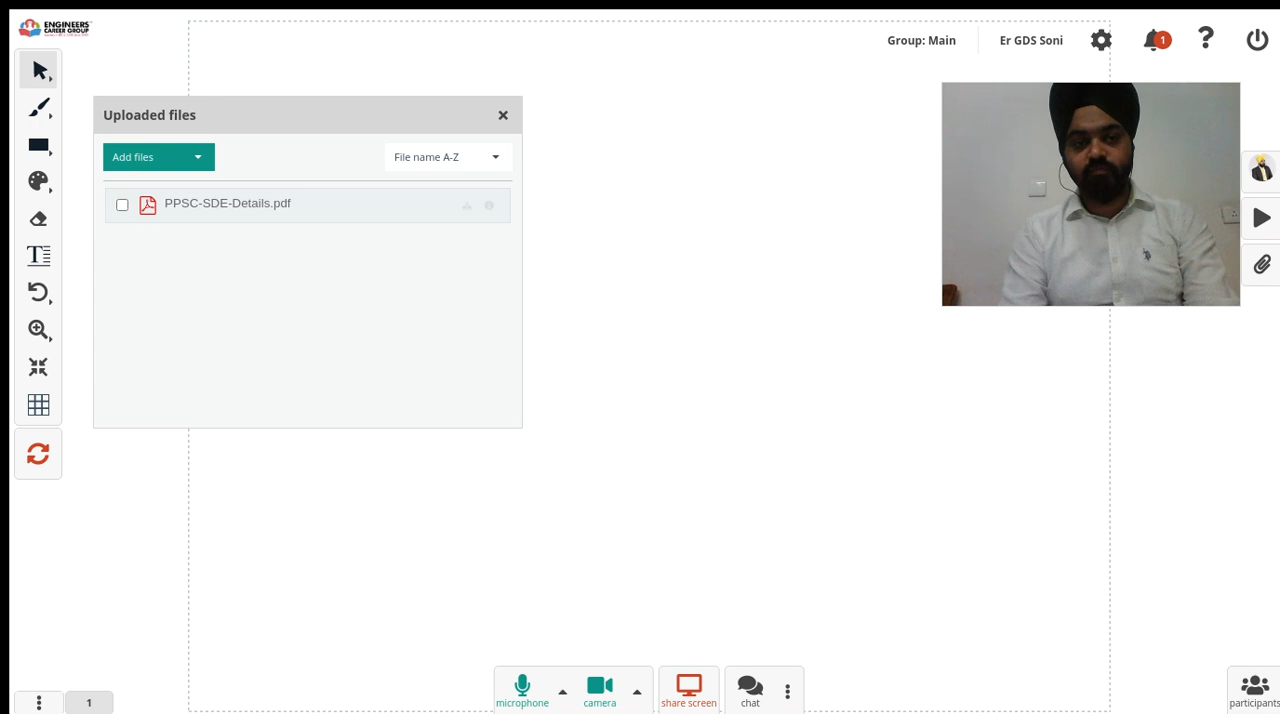 ENGINEERS
CAREER GROUP
Group: Main
Er GDS Soni
1
?
Uploaded files
Add files
File name A-Z
PPSC-SDE-Details.pdf
T
1
microphone
camera
share screen
chat
participants